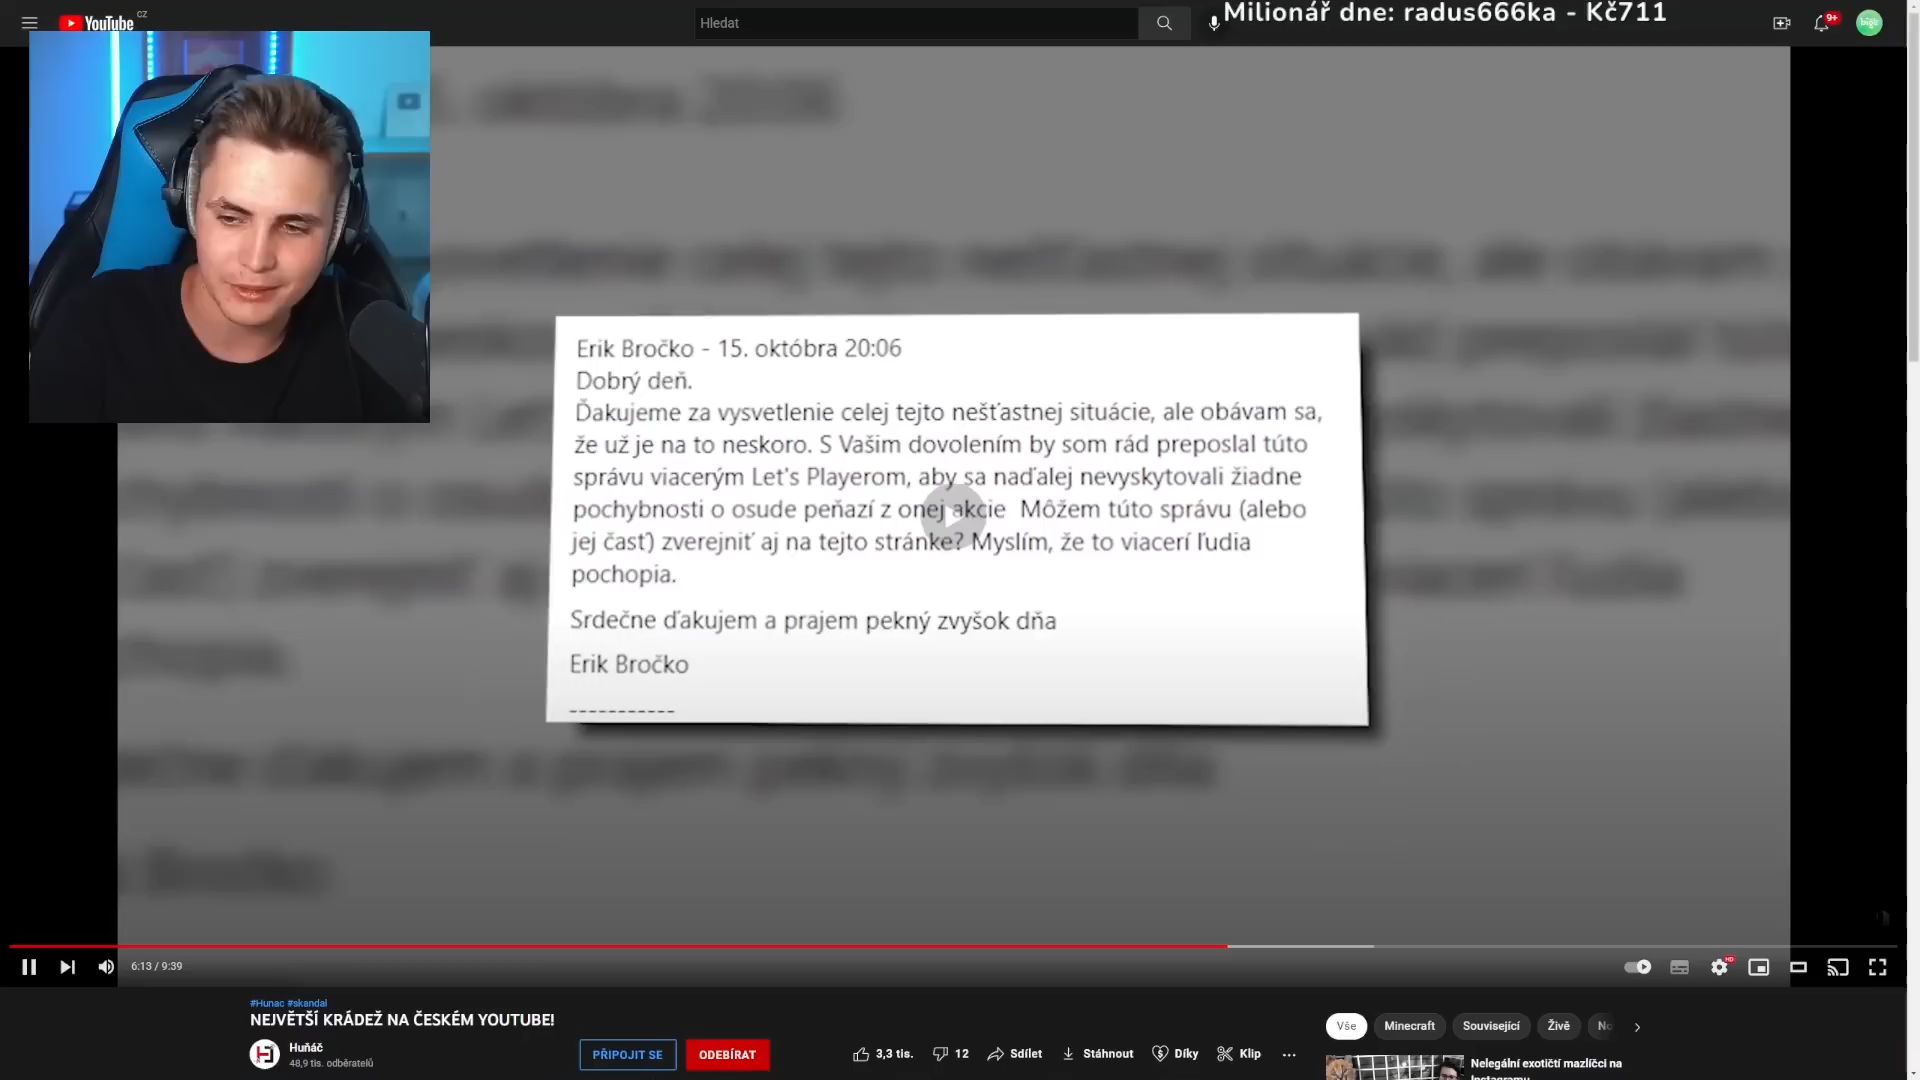 YouTube CZ
Hledat
Milionář dne: radus666ka - Kč711
9+
Erik Bročko - 15. októbra 20:06
Dobrý deň.
Ďakujeme za vysvetlenie celej tejto nešťastnej situácie, ale obávam sa,
že už je na to neskoro. S Vašim dovolením by som rád preposlal túto
správu viacerým Let's Playerom, aby sa naďalej nevyskytovali žiadne
pochybnosti o osude peňazí z onej akcie Môžem túto správu (alebo
jej časť) zverejniť aj na tejto stránke? Myslím, že to viacerí ľudia
pochopia.
Srdečne ďakujem a prajem pekný zvyšok dňa
Erik Bročko
-----------
6:13 / 9:39
HD
#Hunac #skandal
NEJVĚTŠÍ KRÁDEŽ NA ČESKÉM YOUTUBE!
Huňáč
48,9 tis. odběratelů
PŘIPOJIT SE
ODEBÍRAT
3,3 tis.
12
Sdílet
Stáhnout
Díky
Klip
Vše
Minecraft
Související
Živě
Nelegální exotičtí mazlíčci na
Instagramu